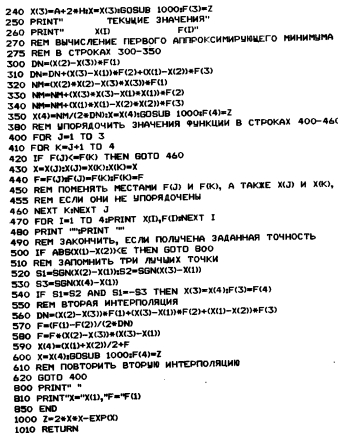 240 X(3)=A+2*H:X=X(3):GOSUB 1000:F(3)=Z
250 PRINT" ТЕКУЩИЕ ЗНАЧЕНИЯ"
260 PRINT" X(I) F(I)"
270 REM ВЫЧИСЛЕНИЕ ПЕРВОГО АППРОКСИМИРУЮЩЕГО МИНИМУМА
275 REM В СТРОКАХ 300-350
300 DN=(X(2)-X(3))*F(1)
310 DN=DN+(X(3)-X(1))*F(2)+(X(1)-X(2))*F(3)
320 NM=(X(2)*X(2)-X(3)*X(3))*F(1)
330 NM=NM+(X(3)*X(3)-X(1)*X(1))*F(2)
340 NM=NM+(X(1)*X(1)-X(2)*X(2))*F(3)
350 X(4)=NM/(2*DN):X=X(4):GOSUB 1000:F(4)=Z
380 REM УПОРЯДОЧИТЬ ЗНАЧЕНИЯ ФУНКЦИИ В СТРОКАХ 400-460
400 FOR J=1 TO 3
410 FOR K=J+1 TO 4
420 IF F(J)<=F(K) THEN GOTO 460
430 X=X(J):X(J)=X(K):X(K)=X
440 F=F(J):F(J)=F(K):F(K)=F
450 REM ПОМЕНЯТЬ МЕСТАМИ F(J) И F(K), А ТАКЖЕ X(J) И X(K),
455 REM ЕСЛИ ОНИ НЕ УПОРЯДОЧЕНЫ
460 NEXT K:NEXT J
470 FOR I=1 TO 4:PRINT X(I),F(I):NEXT I
480 PRINT "":PRINT ""
490 REM ЗАКОНЧИТЬ, ЕСЛИ ПОЛУЧЕНА ЗАДАННАЯ ТОЧНОСТЬ
500 IF ABS(X(1)-X(2))<E THEN GOTO 800
510 REM ЗАПОМНИТЬ ТРИ ЛУЧШИХ ТОЧКИ
520 S1=SGN(X(2)-X(1)):S2=SGN(X(3)-X(1))
530 S3=SGN(X(4)-X(1))
540 IF S1=S2 AND S1=-S3 THEN X(3)=X(4):F(3)=F(4)
550 REM ВТОРАЯ ИНТЕРПОЛЯЦИЯ
560 DN=(X(2)-X(3))*F(1)+(X(3)-X(1))*F(2)+(X(1)-X(2))*F(3)
570 F=(F(1)-F(2))/(2*DN)
580 F=F*(X(2)-X(3))*(X(3)-X(1))
590 X(4)=(X(1)+X(2))/2+F
600 X=X(4):GOSUB 1000:F(4)=Z
610 REM ПОВТОРИТЬ ВТОРУЮ ИНТЕРПОЛЯЦИЮ
620 GOTO 400
800 PRINT" "
810 PRINT"X="X(1),"F="F(1)
850 END
1000 Z=2*X*X-EXP(X)
1010 RETURN